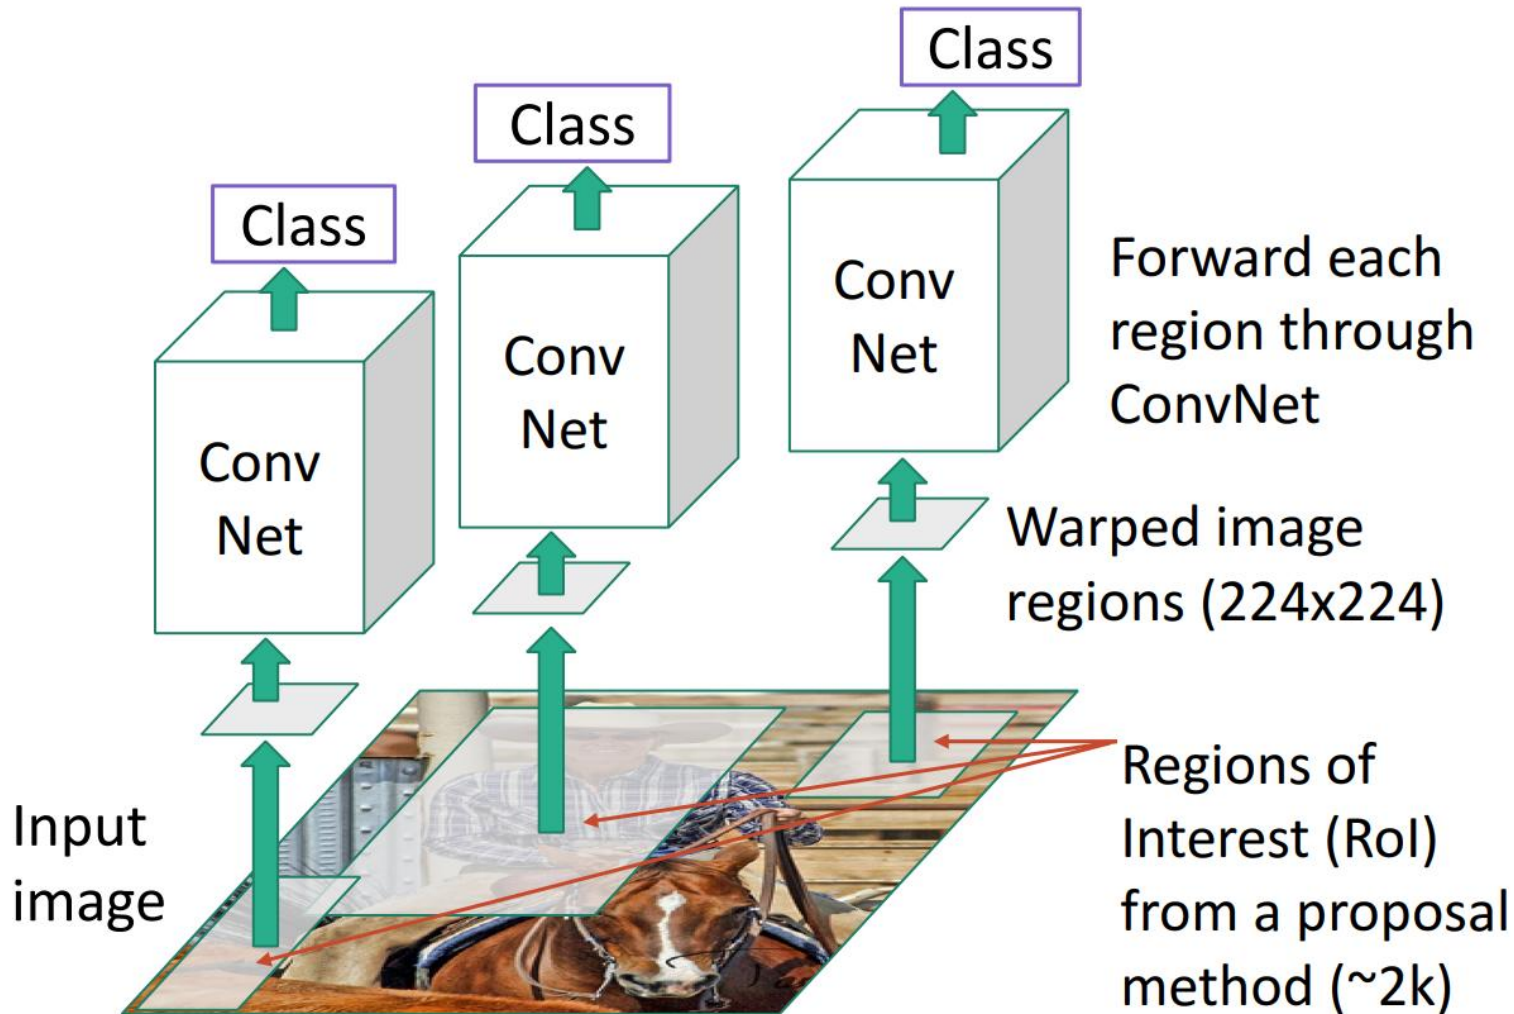 Class
Class
Class
Conv
Net
Conv
Net
Conv
Net
Forward each
region through
ConvNet
Warped image
regions (224x224)
Input
image
Regions of
Interest (RoI)
from a proposal
method (~2k)